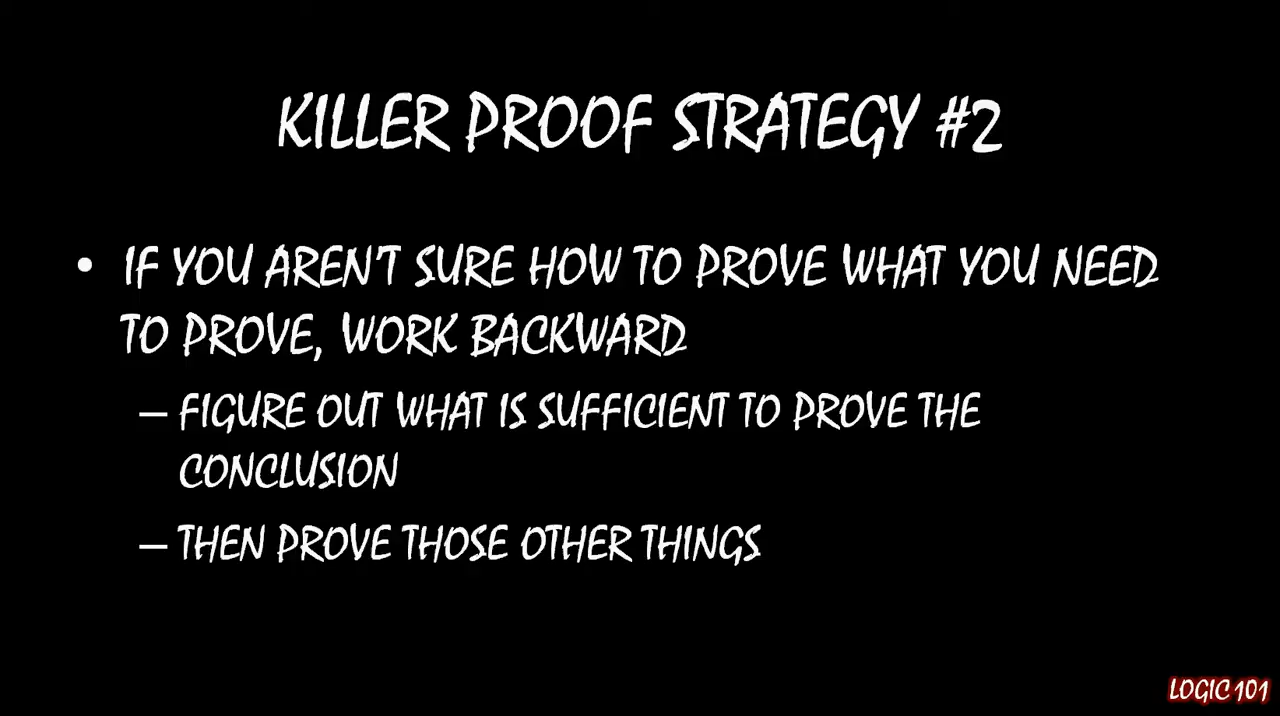 KILLER PROOF STRATEGY #2
• IF YOU AREN'T SURE HOW TO PROVE WHAT YOU NEED
TO PROVE, WORK BACKWARD
– FIGURE OUT WHAT IS SUFFICIENT TO PROVE THE
CONCLUSION
– THEN PROVE THOSE OTHER THINGS
LOGIC 101